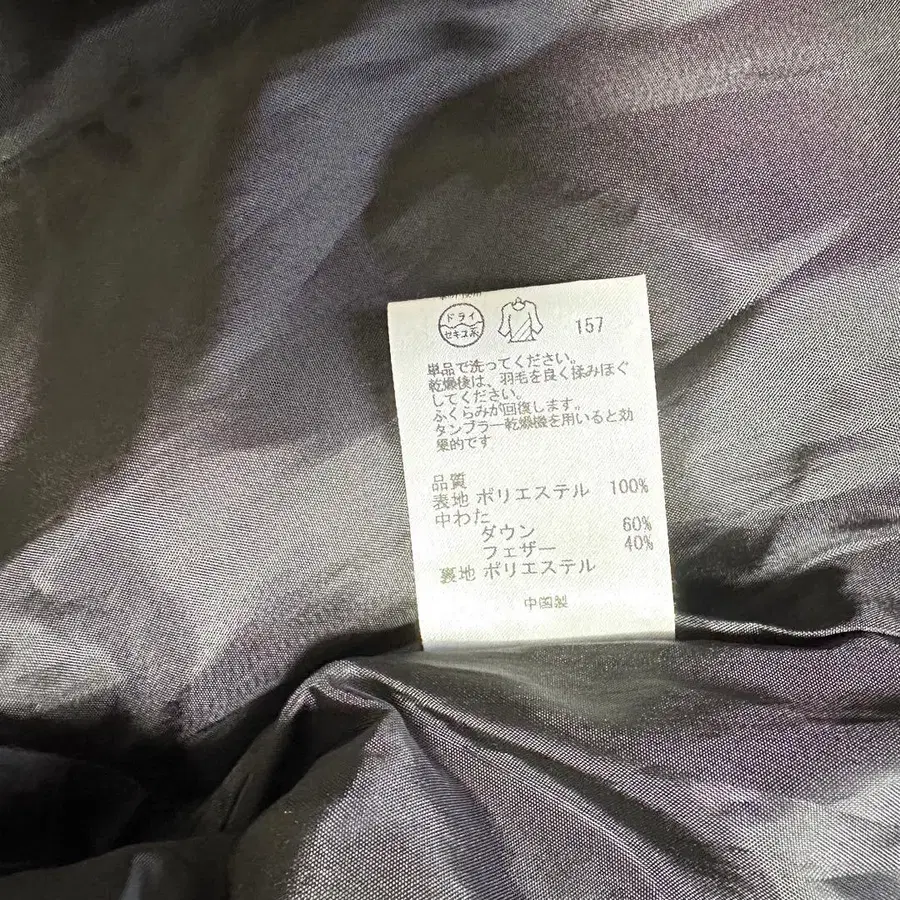 ドライ
セキユ系
157
単品で洗ってください。
乾燥後は、羽毛を良く揉みほぐ
してください。
ふくらみが回復します。
タンブラー乾燥機を用いると効
果的です
品質
表地 ポリエステル 100%
中わた
ダウン 60%
フェザー 40%
裏地 ポリエステル
中国製